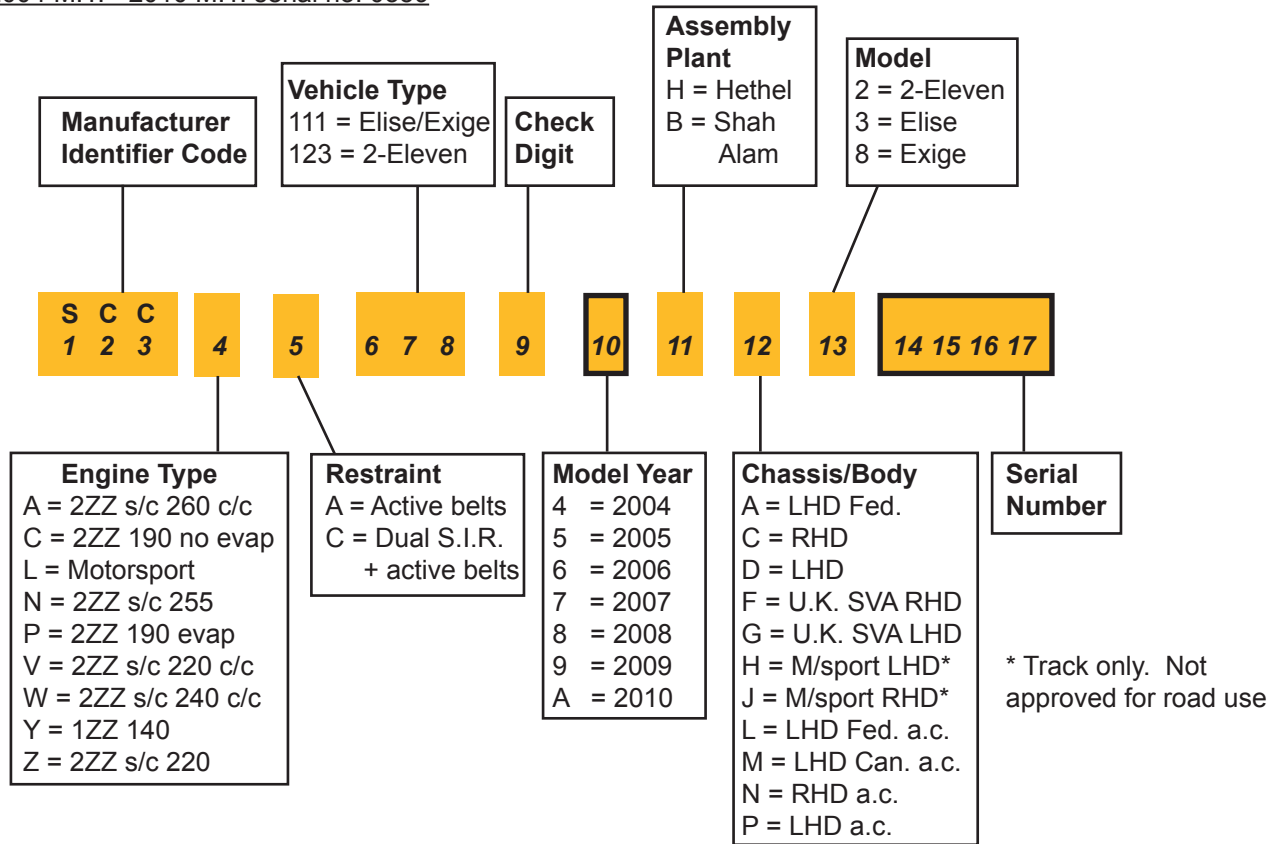 Manufacturer
Identifier Code
Vehicle Type
111 = Elise/Exige
123 = 2-Eleven
Check
Digit
Assembly
Plant
H = Hethel
B = Shah
Alam
Model
2 = 2-Eleven
3 = Elise
8 = Exige
S C C
1 2 3 4 5 6 7 8 9 10 11 12 13 14 15 16 17
Engine Type
A = 2ZZ s/c 260 c/c
C = 2ZZ 190 no evap
L = Motorsport
N = 2ZZ s/c 255
P = 2ZZ 190 evap
V = 2ZZ s/c 220 c/c
W = 2ZZ s/c 240 c/c
Y = 1ZZ 140
Z = 2ZZ s/c 220
Restraint
A = Active belts
C = Dual S.I.R.
+ active belts
Model Year
4 = 2004
5 = 2005
6 = 2006
7 = 2007
8 = 2008
9 = 2009
A = 2010
Chassis/Body
A = LHD Fed.
C = RHD
D = LHD
F = U.K. SVA RHD
G = U.K. SVA LHD
H = M/sport LHD*
J = M/sport RHD*
L = LHD Fed. a.c.
M = LHD Can. a.c.
N = RHD a.c.
P = LHD a.c.
Serial
Number
* Track only. Not
approved for road use